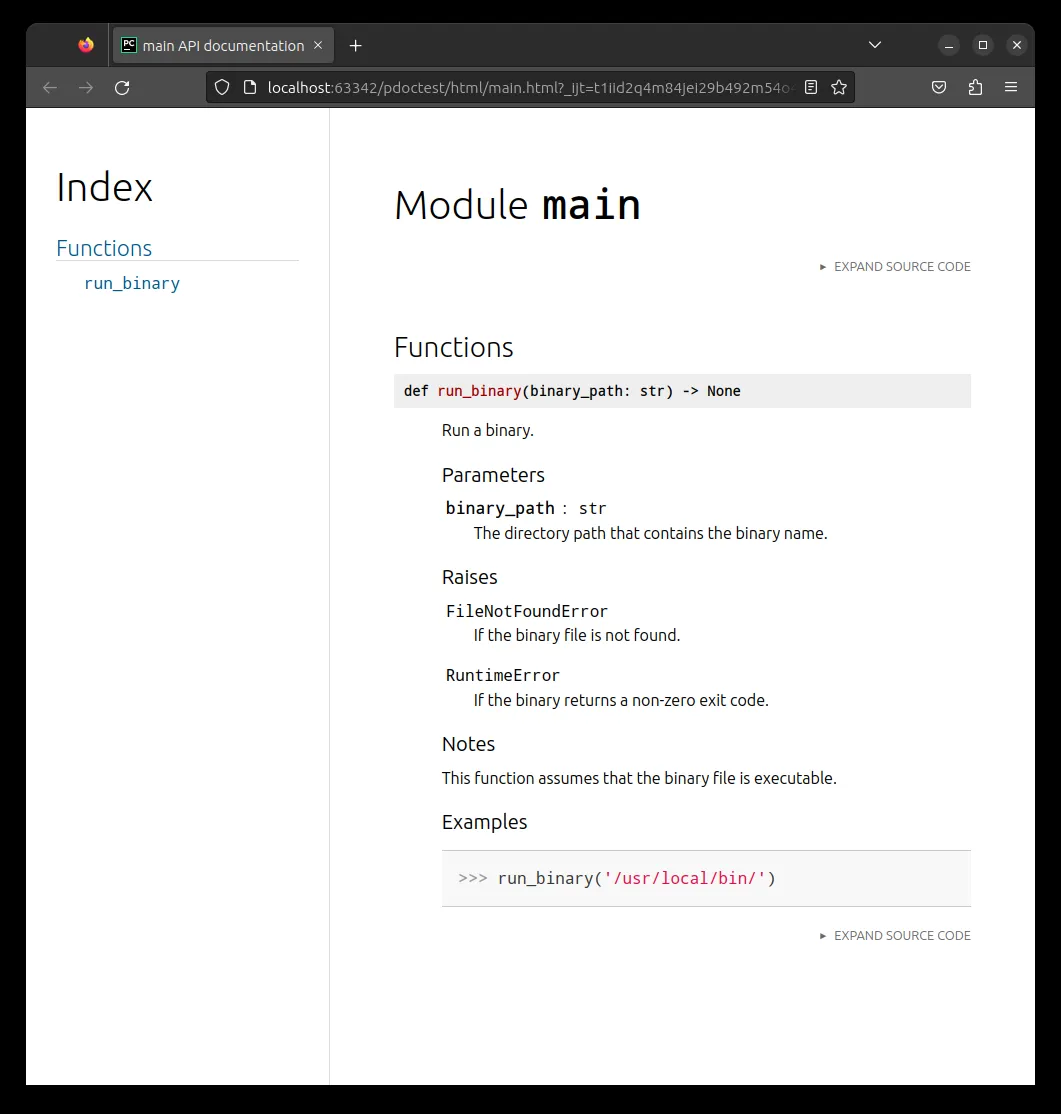 PC main API documentation
localhost:63342/pdoctest/html/main.html?_ijt=t1iid2q4m84jei29b492m54o
Index
Functions
run_binary
Module main
EXPAND SOURCE CODE
Functions
def run_binary(binary_path: str) -> None
Run a binary.
Parameters
binary_path : str
The directory path that contains the binary name.
Raises
FileNotFoundError
If the binary file is not found.
RuntimeError
If the binary returns a non-zero exit code.
Notes
This function assumes that the binary file is executable.
Examples
>>> run_binary('/usr/local/bin/')
EXPAND SOURCE CODE